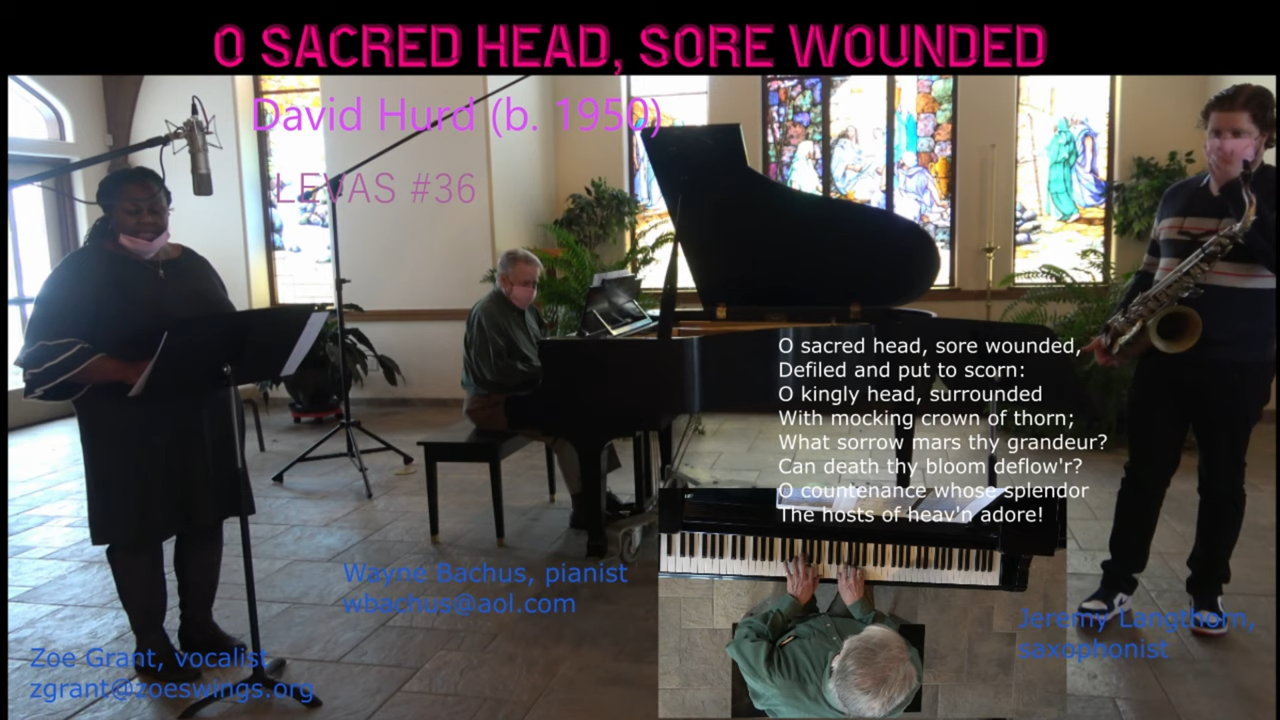 O SACRED HEAD, SORE WOUNDED
David Hurd (b. 1950)
LEVAS #36
O sacred head, sore wounded,
Defiled and put to scorn:
O kingly head, surrounded
With mocking crown of thorn;
What sorrow mars thy grandeur?
Can death thy bloom deflow'r?
O countenance whose splendor
The hosts of heav'n adore!
Wayne Bachus, pianist
wbachus@aol.com
Jeremy Langthorn,
saxophonist
Zoe Grant, vocalist
zgrant@zoeswings.org